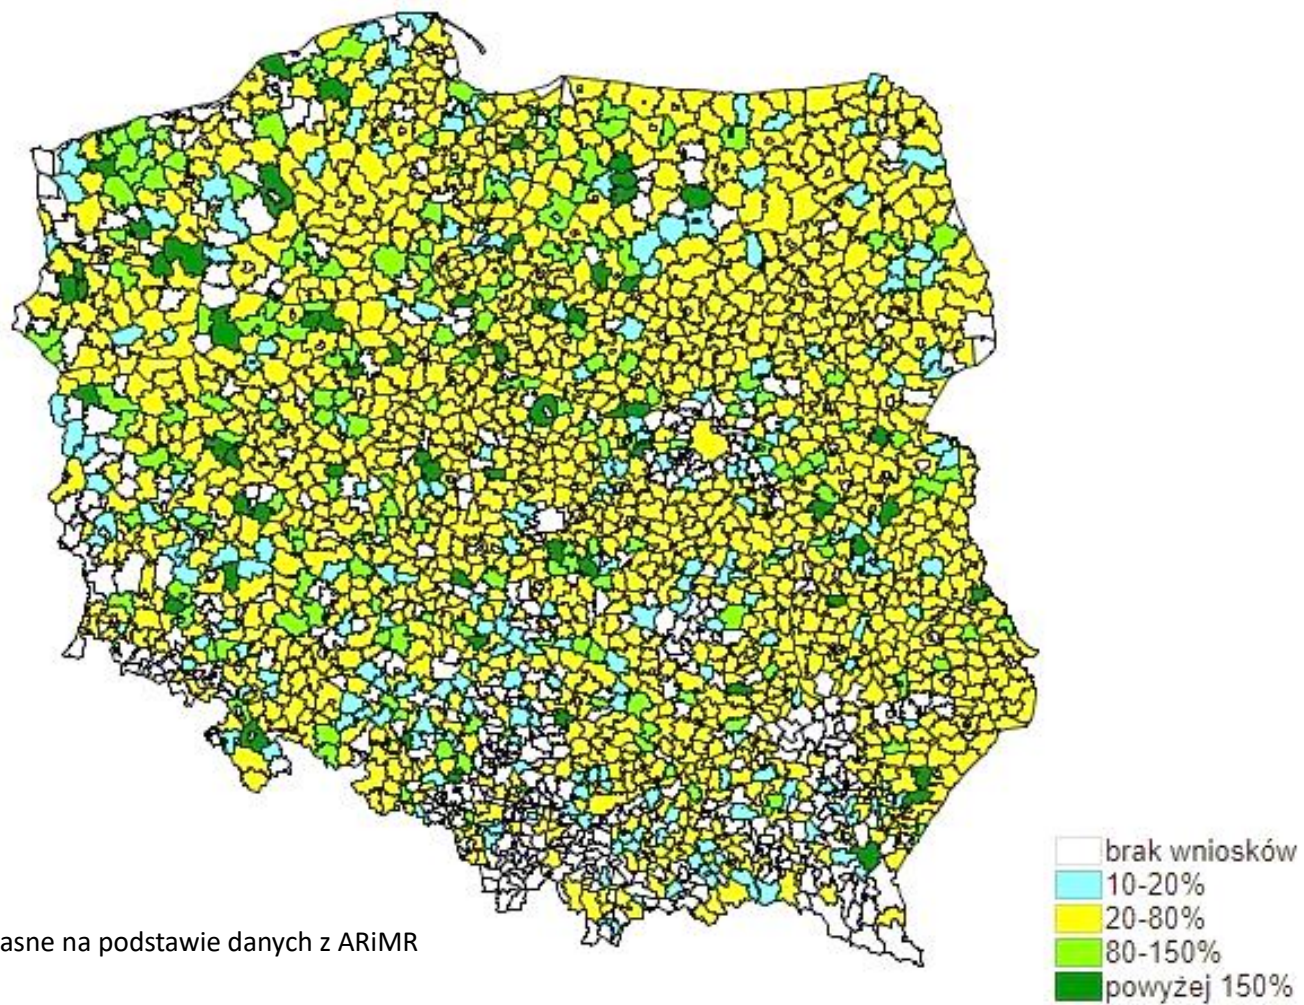 brak wniosków
10-20%
20-80%
80-150%
powyżej 150%
asne na podstawie danych z ARiMR